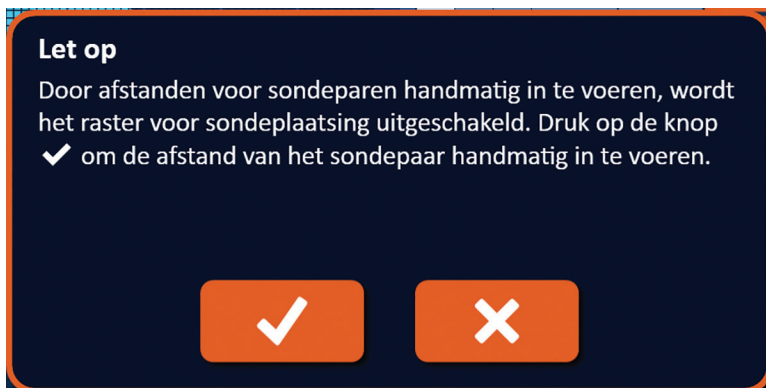 Let op
Door afstanden voor sondeparen handmatig in te voeren, wordt
het raster voor sondeplaatsing uitgeschakeld. Druk op de knop
✔ om de afstand van het sondepaar handmatig in te voeren.